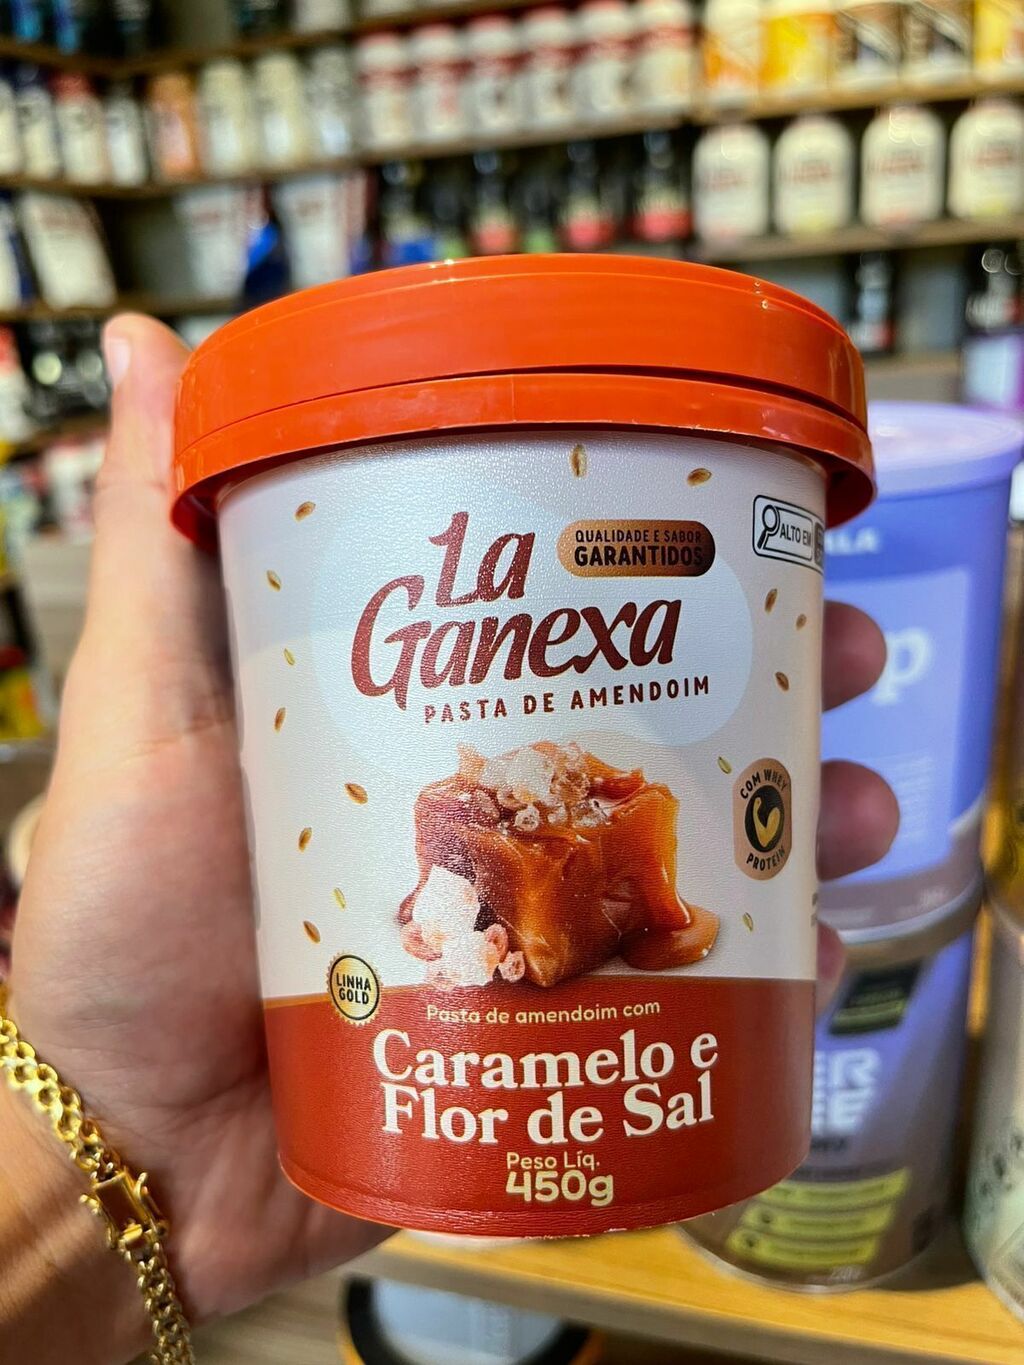 La
Ganexa
PASTA DE AMENDOIM
QUALIDADE E SABOR
GARANTIDOS
ALTO EM
COM WHEY
PROTEIN
LINHA
GOLD
Pasta de amendoim com
Caramelo e
Flor de Sal
Peso Líq.
450g